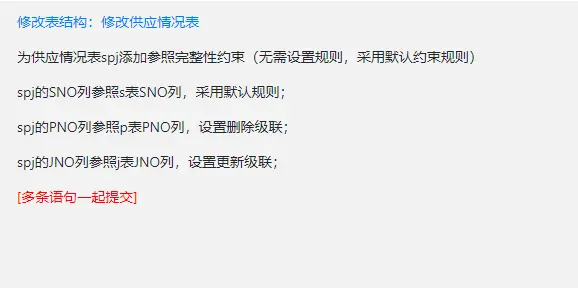 修改表结构：修改供应情况表
为供应情况表spj添加参照完整性约束（无需设置规则，采用默认约束规则）
spj的SNO列参照s表SNO列，采用默认规则；
spj的PNO列参照p表PNO列，设置删除级联；
spj的JNO列参照j表JNO列，设置更新级联；
[多条语句一起提交]